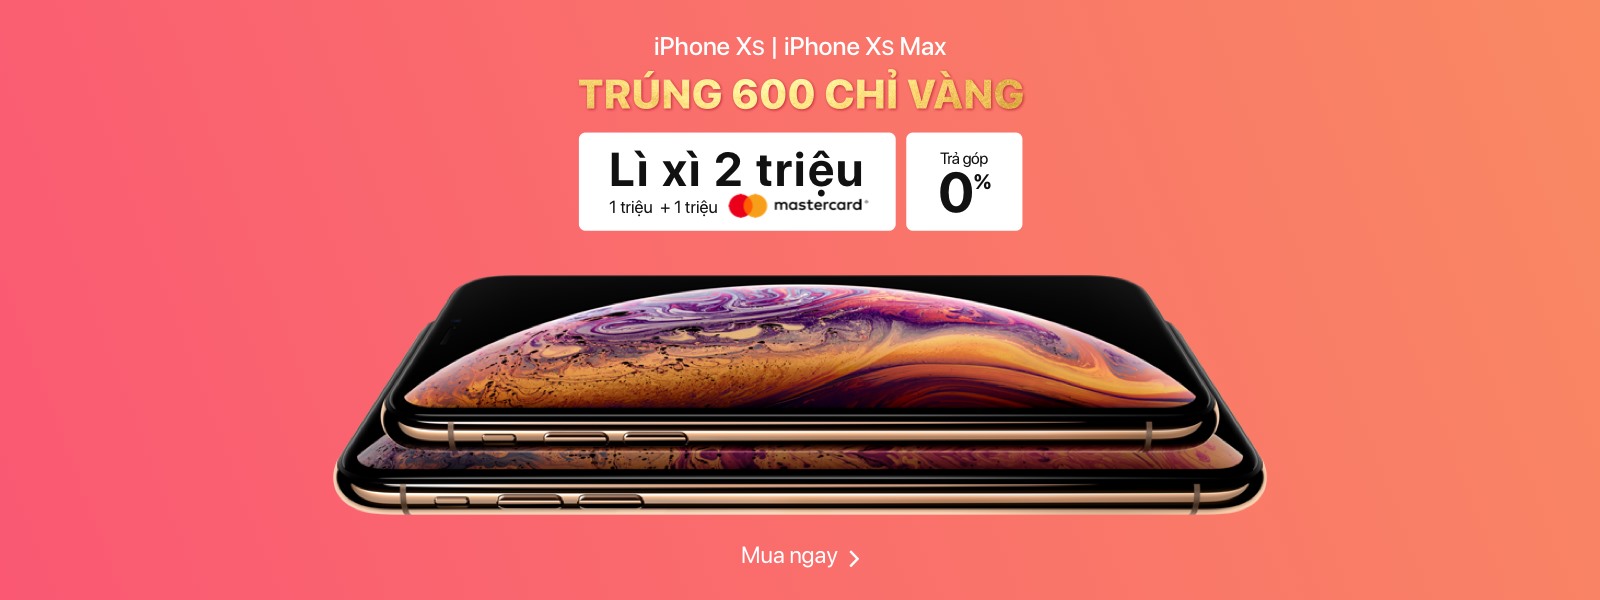 iPhone Xs | iPhone Xs Max
TRÚNG 600 CHỈ VÀNG
Lì xì 2 triệu
1 triệu + 1 triệu mastercard
Trả góp
0%
Mua ngay >